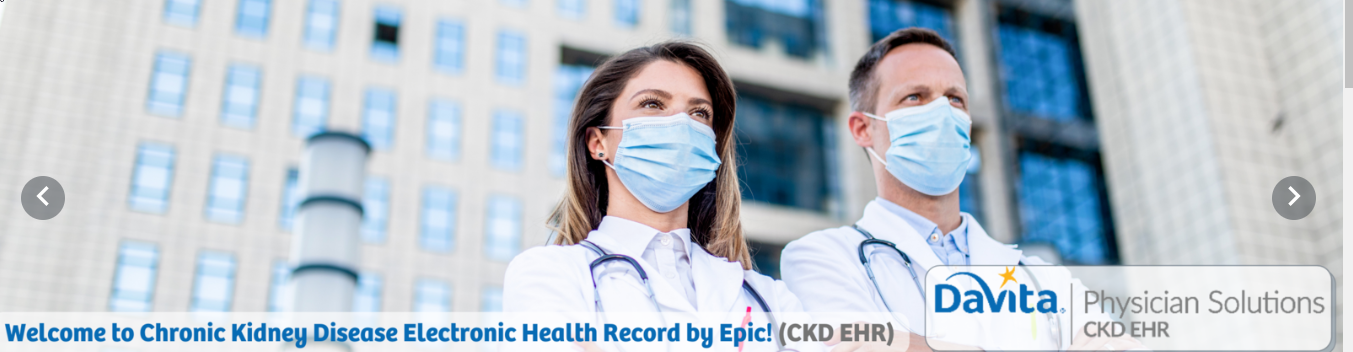 Welcome to Chronic Kidney Disease Electronic Health Record by Epic! (CKD EHR)
DaVita.
Physician Solutions
CKD EHR